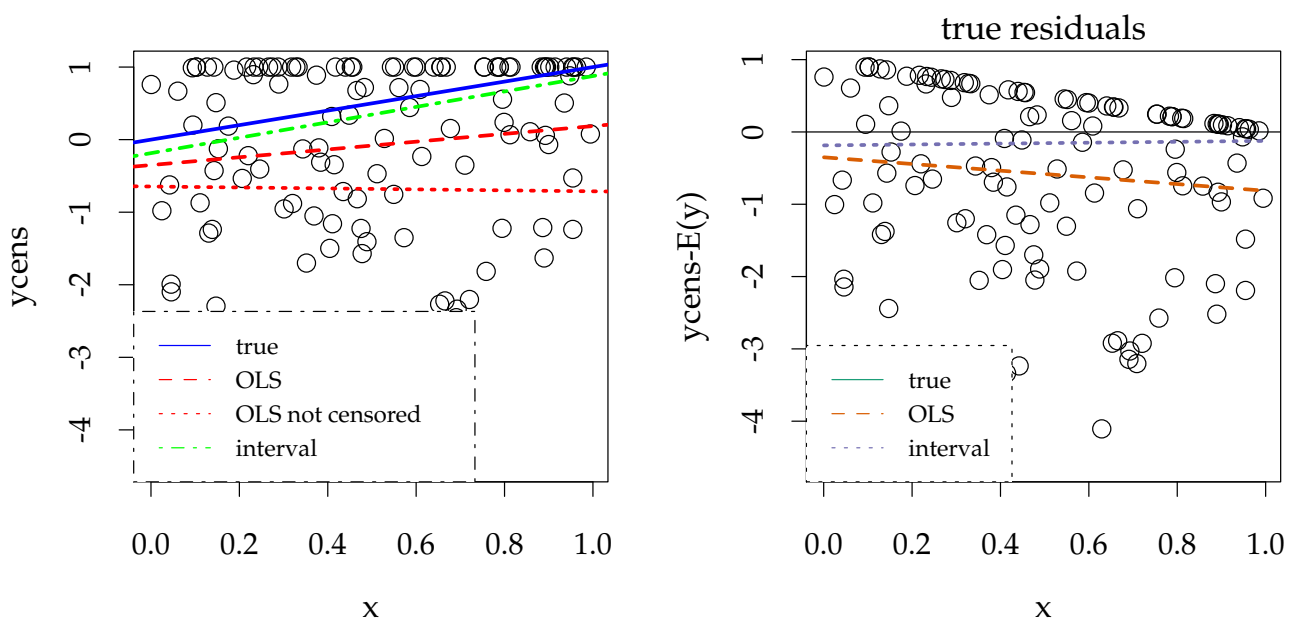 ycens
1
0
-1
-2
-3
-4
0.0 0.2 0.4 0.6 0.8 1.0
x
true
OLS
OLS not censored
interval
true residuals
ycens-E(y)
1
0
-1
-2
-3
-4
0.0 0.2 0.4 0.6 0.8 1.0
x
true
OLS
interval